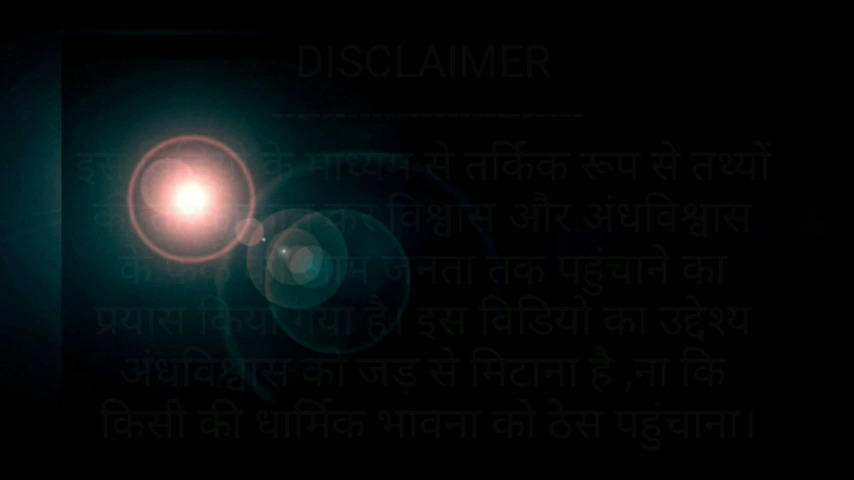 DISCLAIMER
के माध्यम से तर्किक रूप से तथ्यों
विश्वास और अंधविश्वास
के जनता तक पहुंचाने का
प्रयास किया गया है। इस विडियो का उद्देश्य
अंधविश्वास को जड़ से मिटाना है ,ना कि
किसी की धार्मिक भावना को ठेस पहुंचाना।